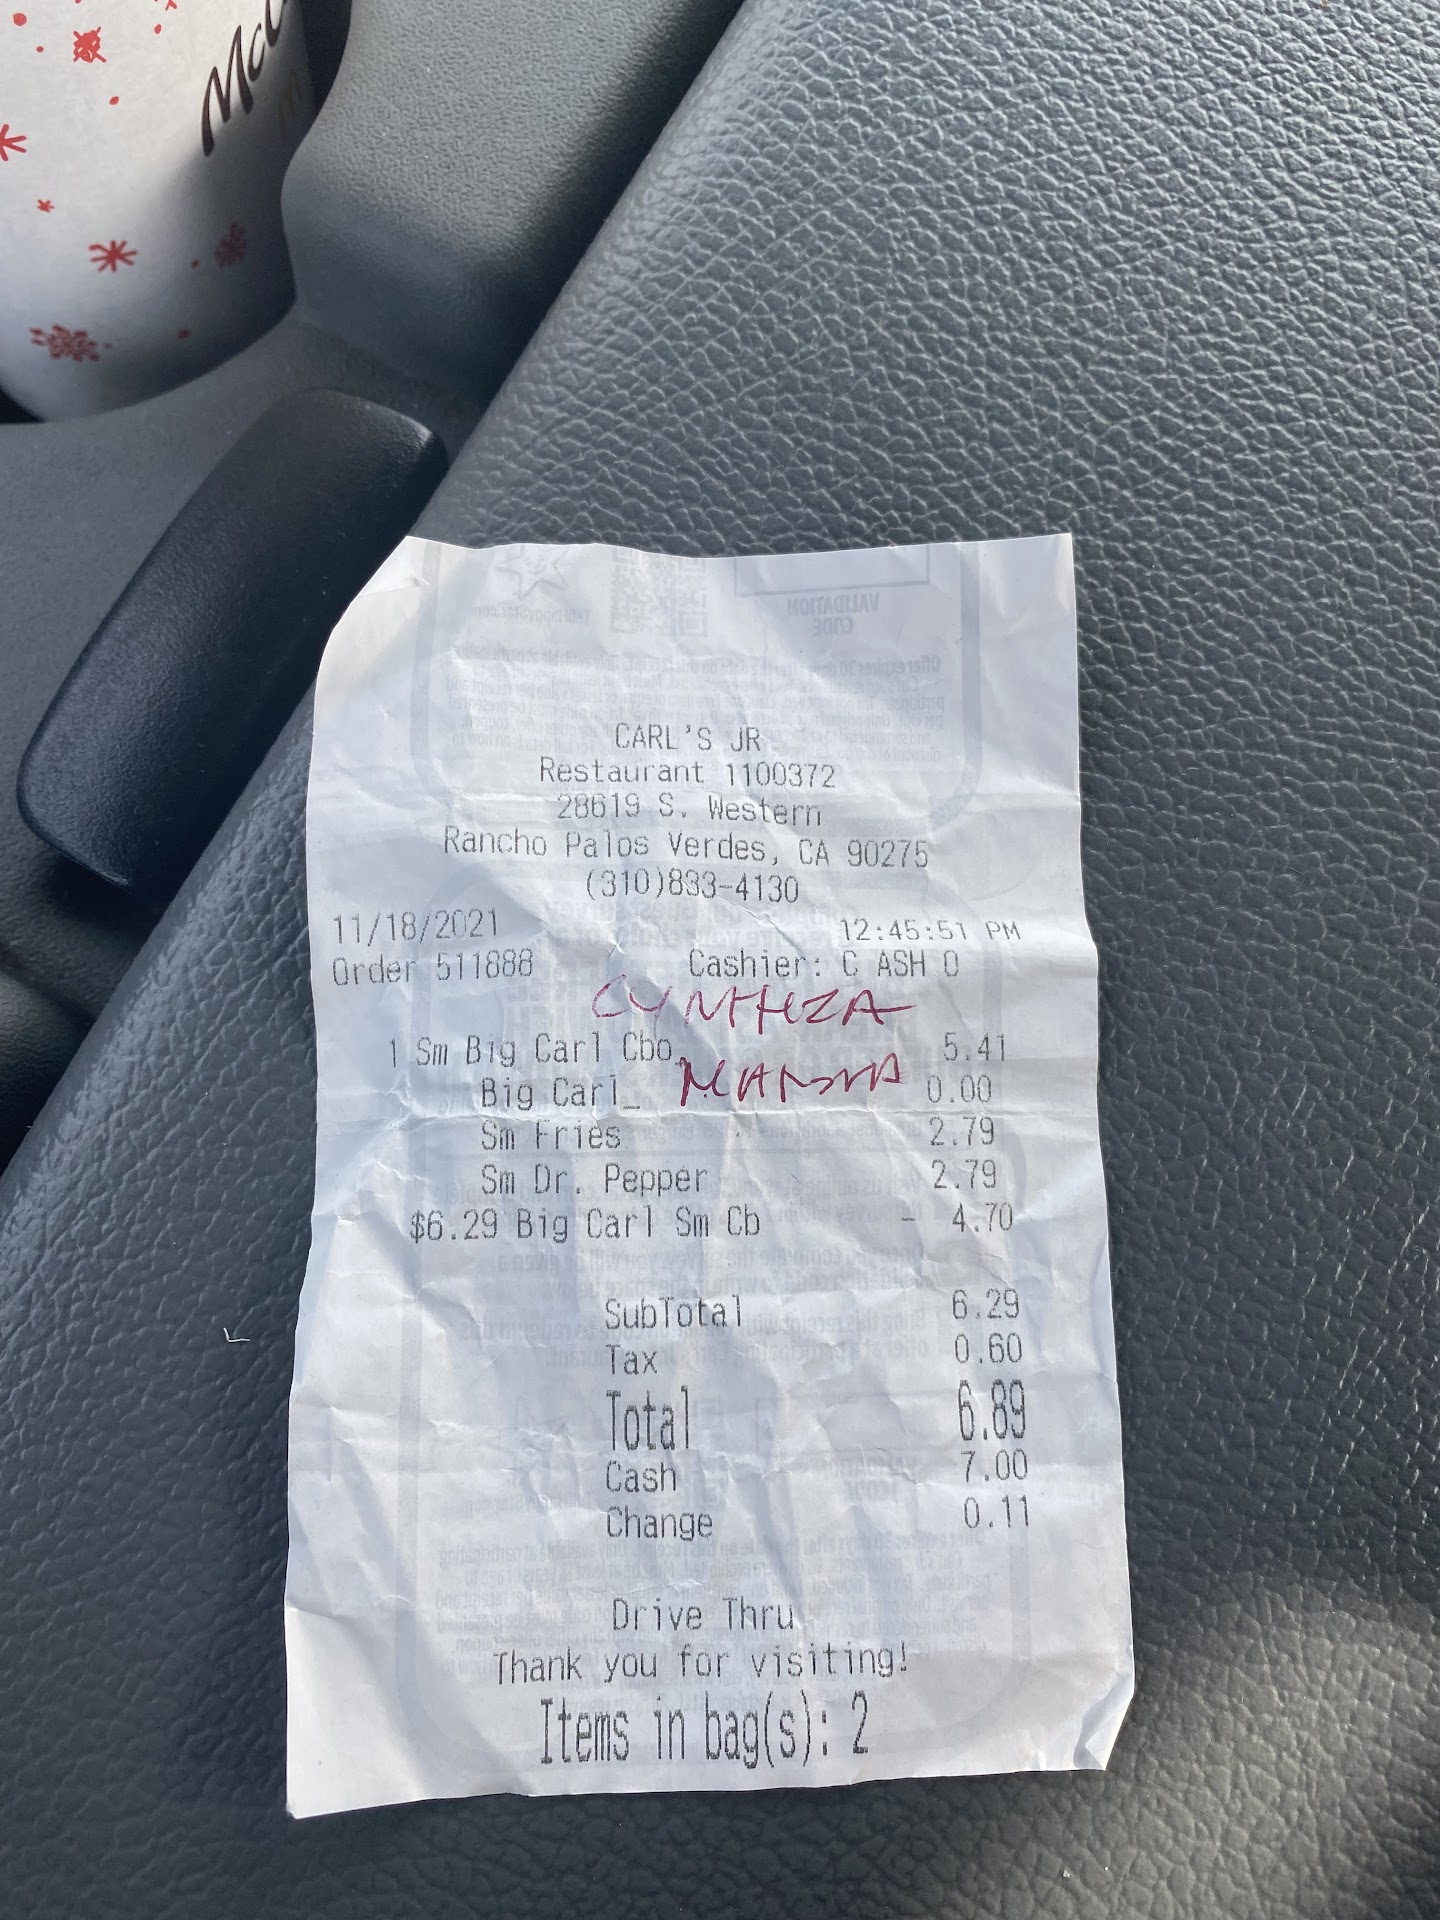 McC
VALIDATION
CODE
CARL'S JR
Restaurant 1100372
28619 S. Western
Rancho Palos Verdes, CA 90275
(310)833-4130
11/18/2021 12:45:51 PM
Order 511888 Cashier: C ASH O
CYNTHIA
1 Sm Big Carl Cbo 5.41
Big Carl_ 0.00
Sm Fries 2.79
Sm Dr. Pepper 2.79
$6.29 Big Carl Sm Cb - 4.70
SubTotal 6.29
Tax 0.60
Total 6.89
Cash 7.00
Change 0.11
Drive Thru
Thank you for visiting!
Items in bag(s): 2